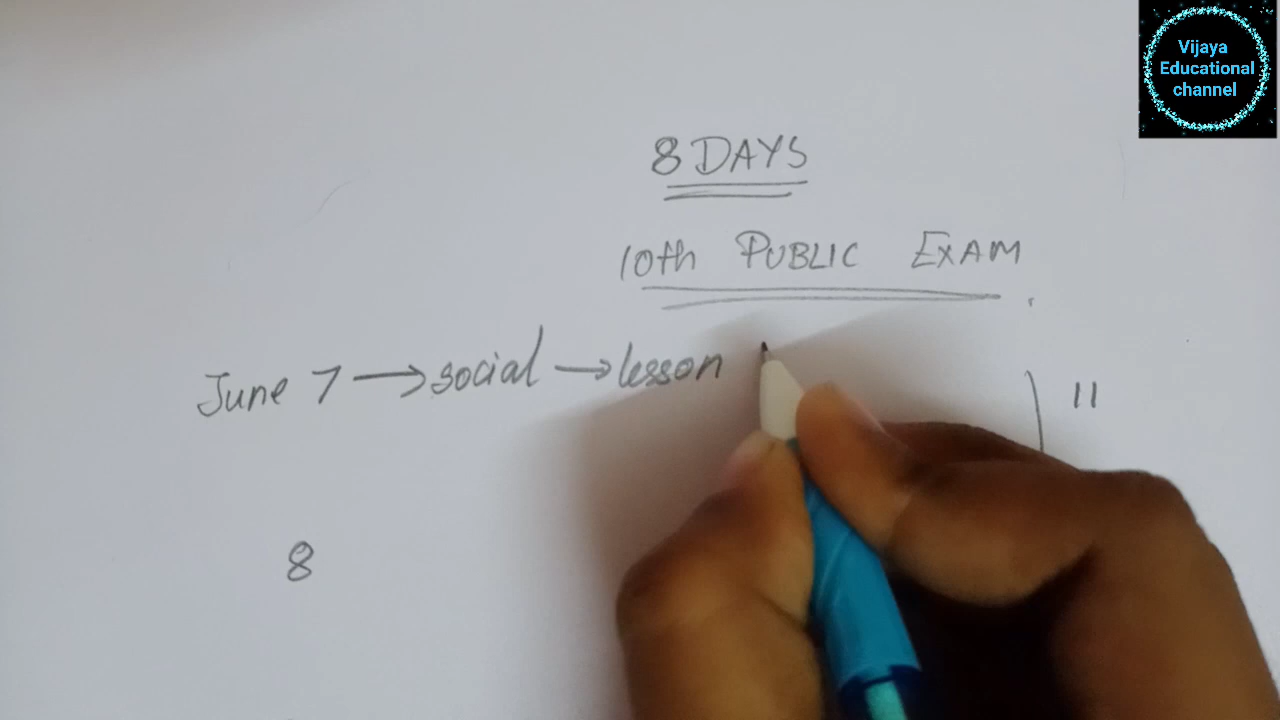 Vijaya
Educational
channel
8 DAYS
10th PUBLIC EXAM
June 7 → social → lesson
11
8